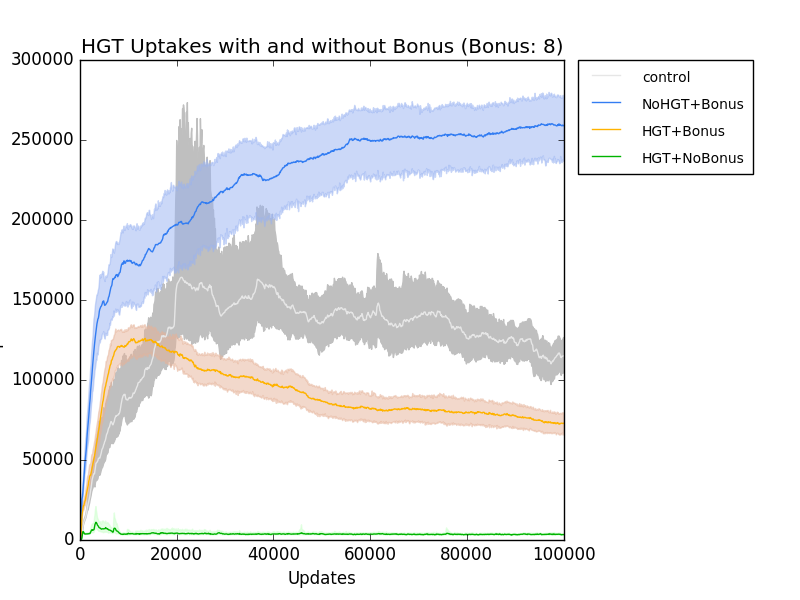 HGT Uptakes with and without Bonus (Bonus: 8)
300000
250000
200000
150000
100000
50000
0
0 20000 40000 60000 80000 100000
Updates
control
NoHGT+Bonus
HGT+Bonus
HGT+NoBonus